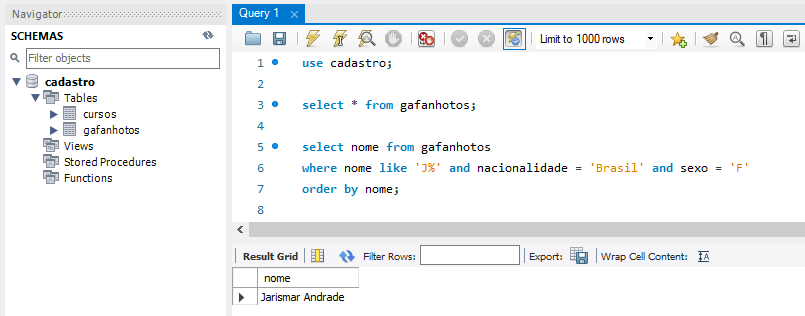 Navigator
SCHEMAS
Filter objects
cadastro
Tables
cursos
gafanhotos
Views
Stored Procedures
Functions
Query 1
Limit to 1000 rows
1 use cadastro;
2
3 select * from gafanhotos;
4
5 select nome from gafanhotos
6 where nome like 'J%' and nacionalidade = 'Brasil' and sexo = 'F'
7 order by nome;
8
Result Grid Filter Rows: Export: Wrap Cell Content:
nome
Jarismar Andrade